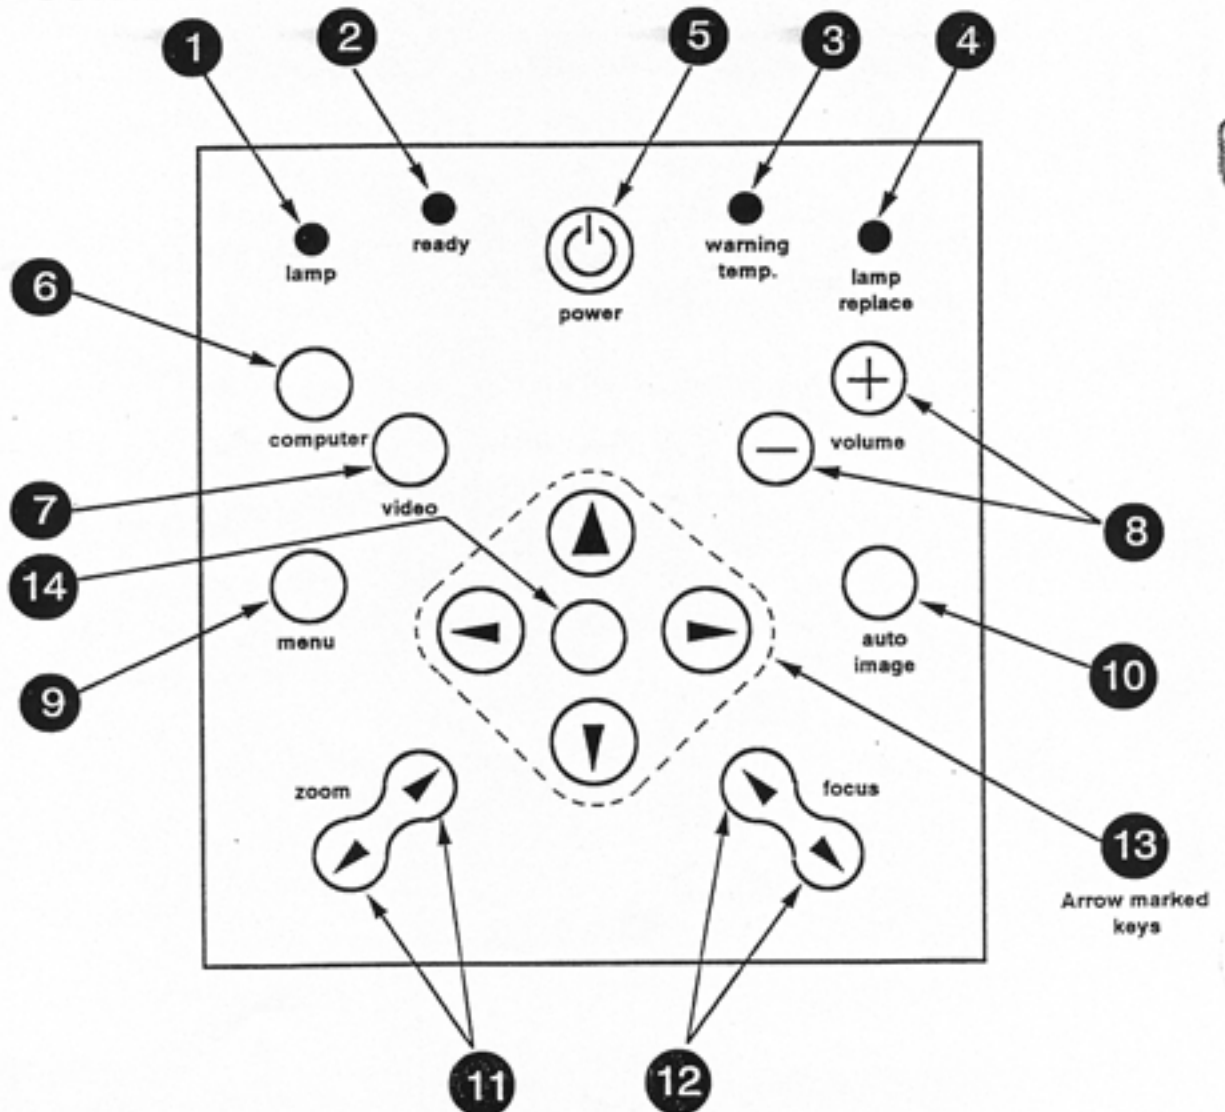 1
2
5
3
4
lamp
ready
power
warning
temp.
lamp
replace
6
computer
7
video
volume
8
14
menu
9
auto
image
10
zoom
focus
13
Arrow marked
keys
11
12